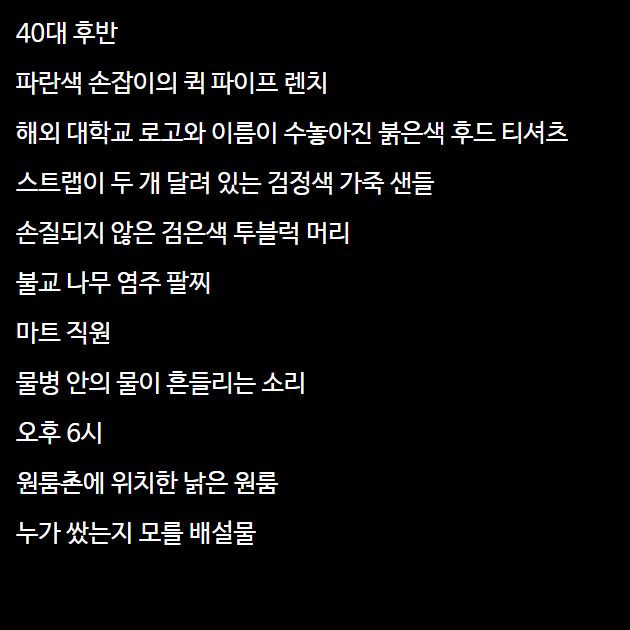 40대 후반
파란색 손잡이의 퀵 파이프 렌치
해외 대학교 로고와 이름이 수놓아진 붉은색 후드 티셔츠
스트랩이 두 개 달려 있는 검정색 가죽 샌들
손질되지 않은 검은색 투블럭 머리
불교 나무 염주 팔찌
마트 직원
물병 안의 물이 흔들리는 소리
오후 6시
원룸촌에 위치한 낡은 원룸
누가 쌌는지 모를 배설물